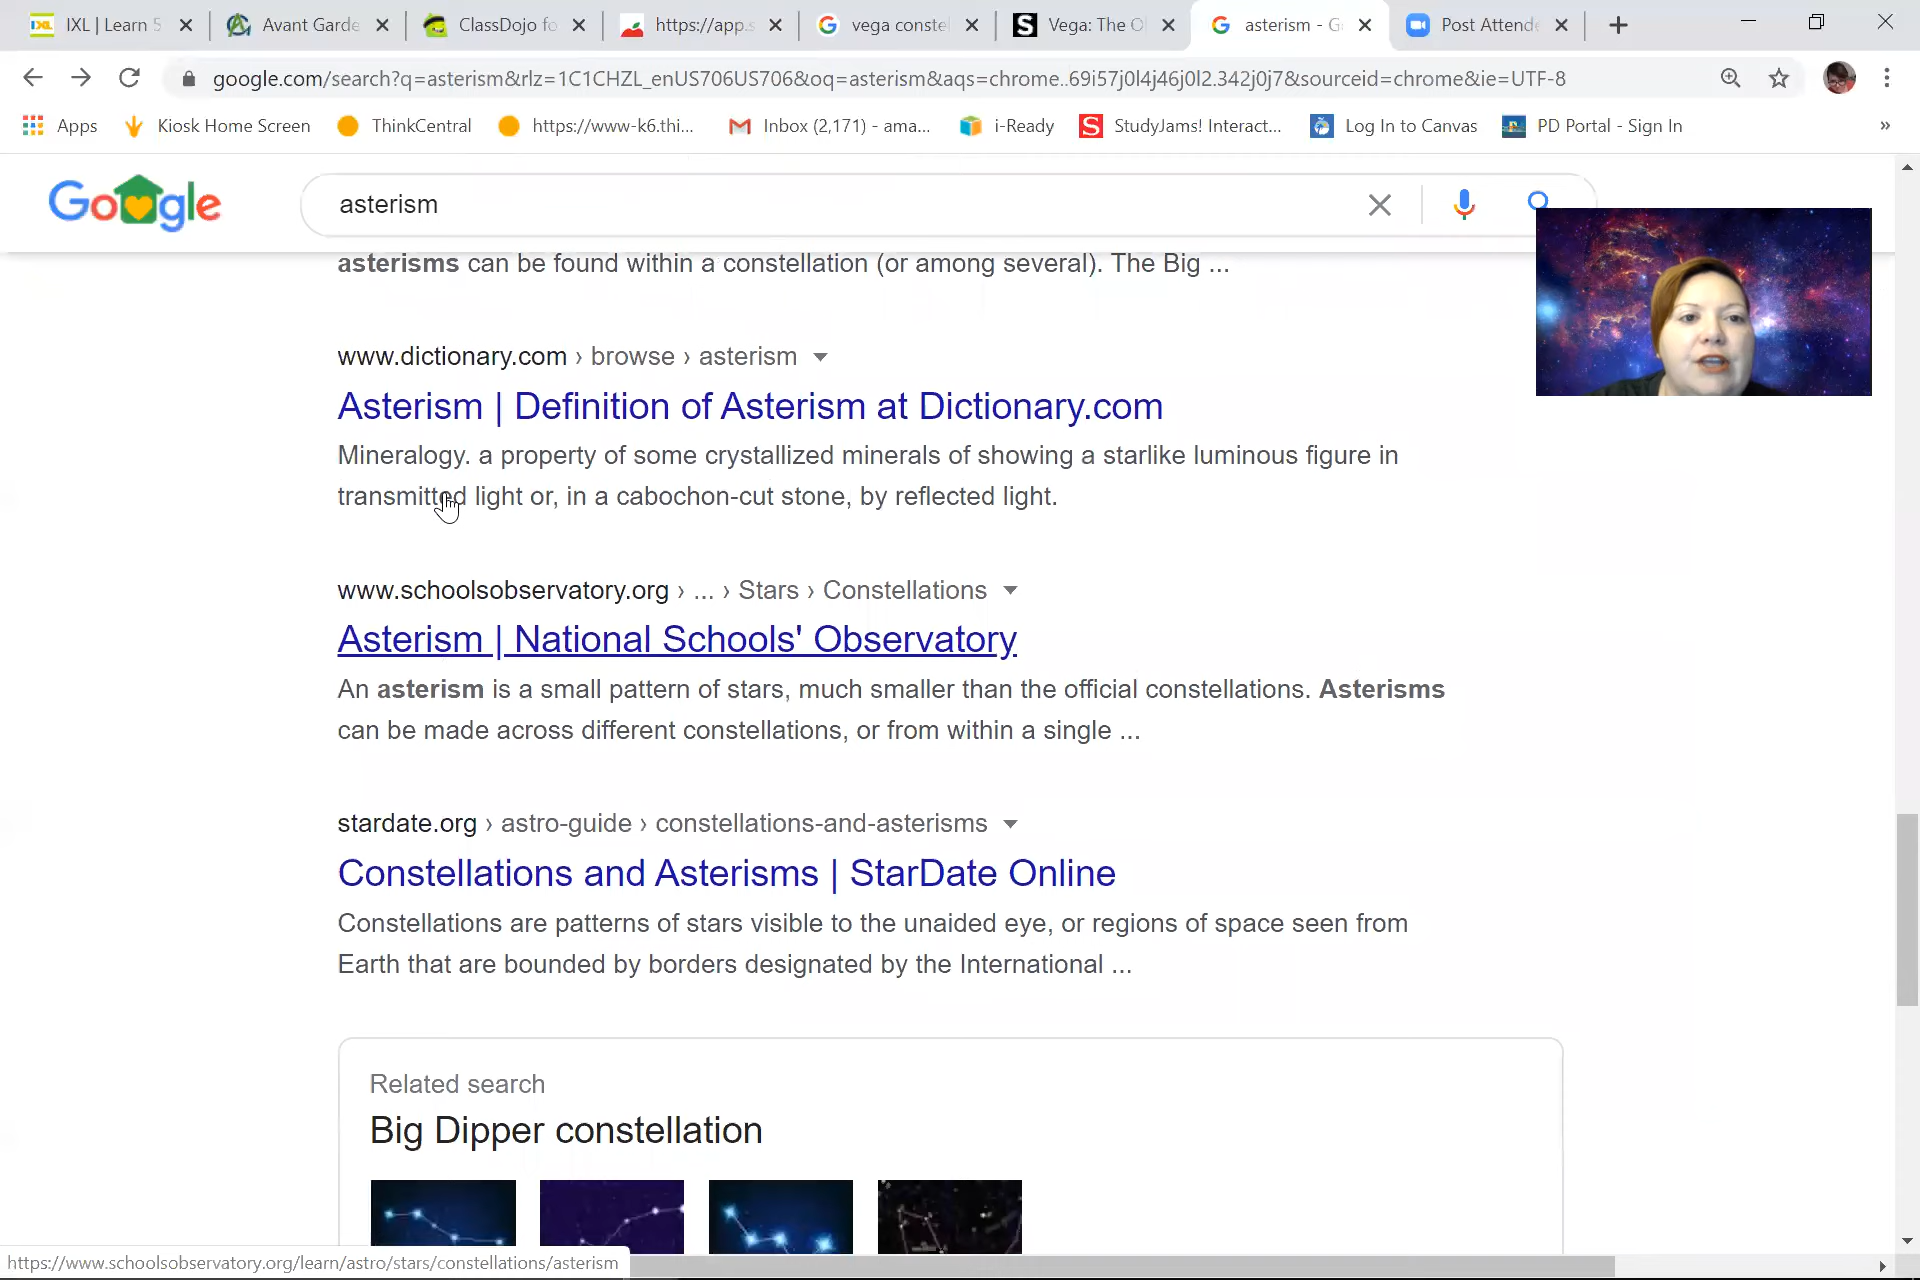 IXL | Learn 5
Avant Garde
ClassDojo fo
https://app.s
vega conste
Vega: The O
asterism - G
Post Attend
google.com/search?q=asterism&rlz=1C1CHZL_enUS706US706&oq=asterism&aqs=chrome..69i57j0l4j46j0l2.342j0j7&sourceid=chrome&ie=UTF-8
Apps
Kiosk Home Screen
ThinkCentral
https://www-k6.thi...
Inbox (2,171) - ama...
i-Ready
StudyJams! Interact...
Log In to Canvas
PD Portal - Sign In
»
Google
asterism
asterisms can be found within a constellation (or among several). The Big ...
www.dictionary.com › browse › asterism
Asterism | Definition of Asterism at Dictionary.com
Mineralogy. a property of some crystallized minerals of showing a starlike luminous figure in
transmitted light or, in a cabochon-cut stone, by reflected light.
www.schoolsobservatory.org › ... › Stars › Constellations
Asterism | National Schools' Observatory
An asterism is a small pattern of stars, much smaller than the official constellations. Asterisms
can be made across different constellations, or from within a single ...
stardate.org › astro-guide › constellations-and-asterisms
Constellations and Asterisms | StarDate Online
Constellations are patterns of stars visible to the unaided eye, or regions of space seen from
Earth that are bounded by borders designated by the International ...
Related search
Big Dipper constellation
https://www.schoolsobservatory.org/learn/astro/stars/constellations/asterism